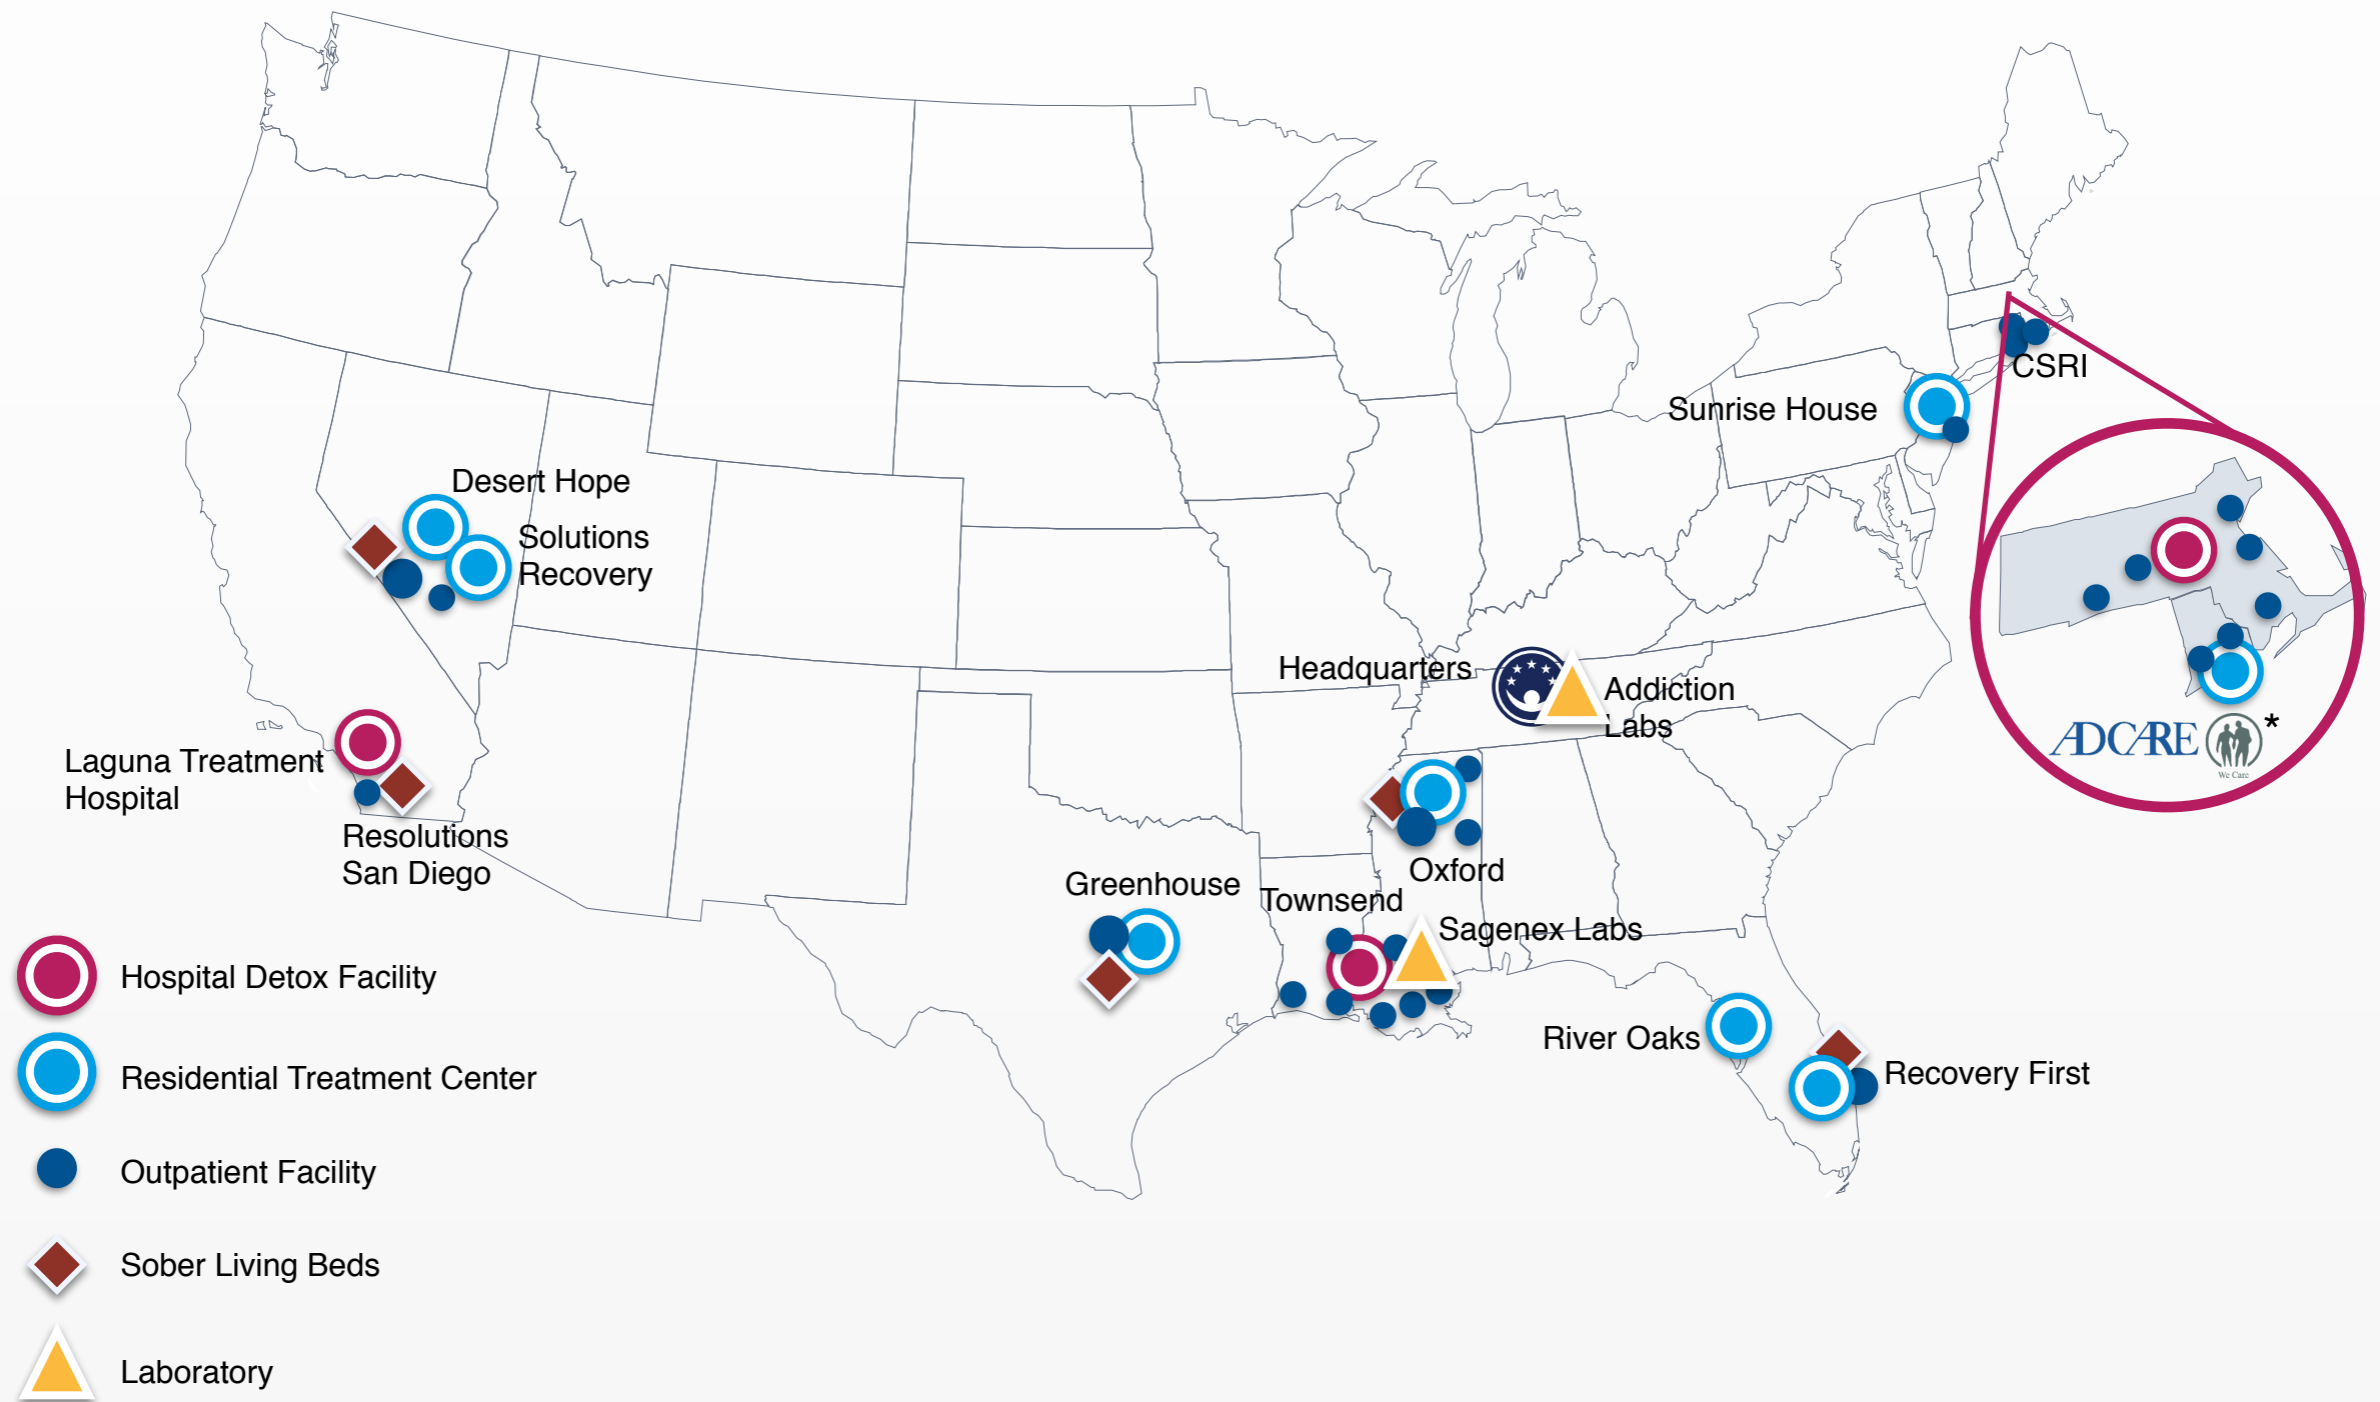 CSRI
Sunrise House
Desert Hope
Solutions
Recovery
Headquarters
Addiction
Labs
ADCARE
*
We Care
Laguna Treatment
Hospital
Resolutions
San Diego
Oxford
Greenhouse
Townsend
Sagenex Labs
River Oaks
Recovery First
Hospital Detox Facility
Residential Treatment Center
Outpatient Facility
Sober Living Beds
Laboratory